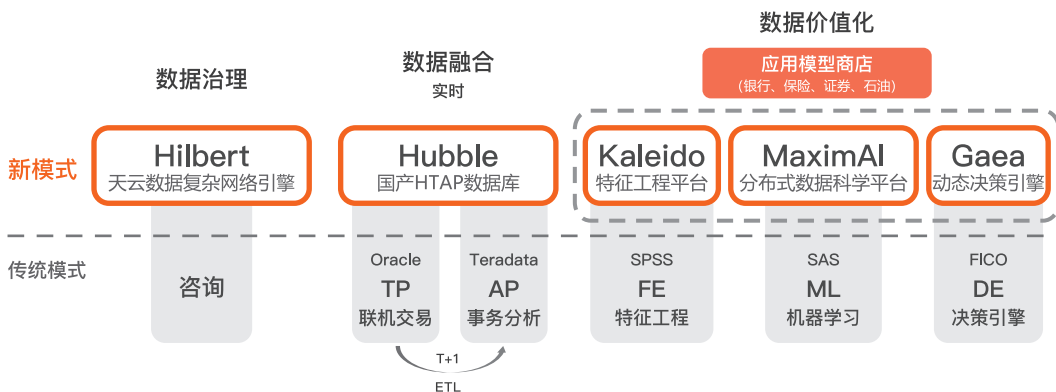 数据治理
数据融合
实时
数据价值化
应用模型商店
（银行、保险、证券、石油）
新模式
Hilbert
天云数据复杂网络引擎
Hubble
国产HTAP数据库
Kaleido
特征工程平台
MaximAI
分布式数据科学平台
Gaea
动态决策引擎
传统模式
咨询
Oracle
TP
联机交易
Teradata
AP
事务分析
SPSS
FE
特征工程
SAS
ML
机器学习
FICO
DE
决策引擎
T+1
ETL